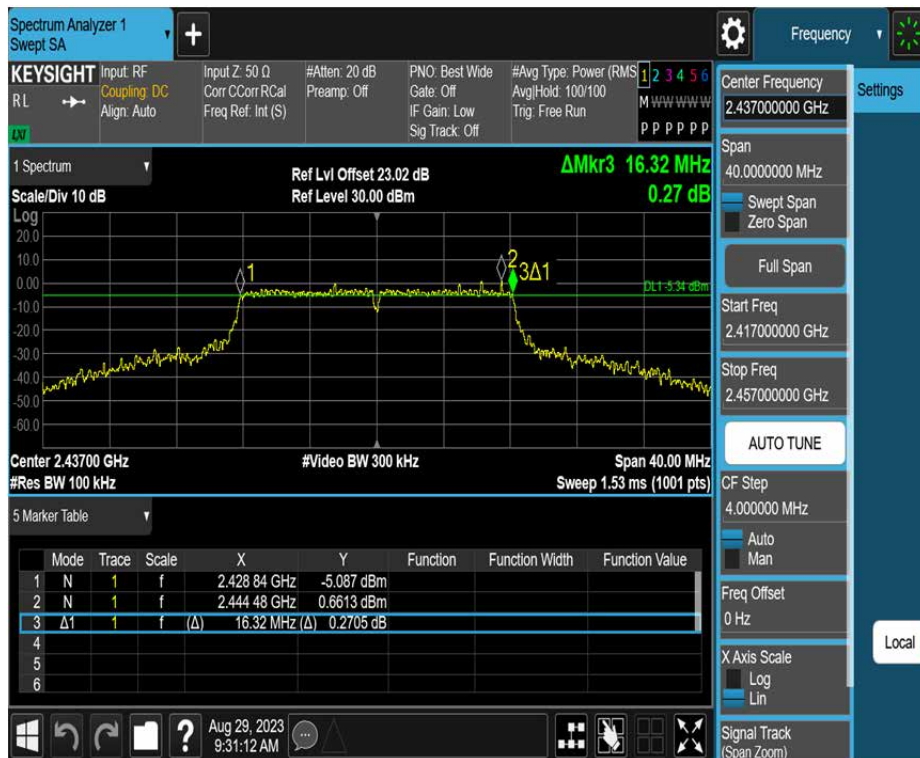 Spectrum Analyzer 1
Swept SA
+
Frequency
KEYSIGHT
RL
LXI
Input: RF
Coupling: DC
Align: Auto
Input Z: 50 Ω
Corr CCorr RCal
Freq Ref: Int (S)
#Atten: 20 dB
Preamp: Off
PNO: Best Wide
Gate: Off
IF Gain: Low
Sig Track: Off
#Avg Type: Power (RMS
Avg|Hold: 100/100
Trig: Free Run
1 2 3 4 5 6
M W W W W W
P P P P P P
1 Spectrum
Scale/Div 10 dB
Ref Lvl Offset 23.02 dB
Ref Level 30.00 dBm
ΔMkr3 16.32 MHz
0.27 dB
Log
20.0
10.0
0.00
-10.0
-20.0
-30.0
-40.0
-50.0
-60.0
1
2
3Δ1
DL1 -5.34 dBm
Center 2.43700 GHz
#Res BW 100 kHz
#Video BW 300 kHz
Span 40.00 MHz
Sweep 1.53 ms (1001 pts)
5 Marker Table
Mode Trace Scale X Y Function Function Width Function Value
1 N 1 f 2.428 84 GHz -5.087 dBm
2 N 1 f 2.444 48 GHz 0.6613 dBm
3 Δ1 1 f (Δ) 16.32 MHz (Δ) 0.2705 dB
4
5
6
?
Aug 29, 2023
9:31:12 AM
Center Frequency
2.437000000 GHz
Span
40.0000000 MHz
Swept Span
Zero Span
Full Span
Start Freq
2.417000000 GHz
Stop Freq
2.457000000 GHz
AUTO TUNE
CF Step
4.000000 MHz
Auto
Man
Freq Offset
0 Hz
X Axis Scale
Log
Lin
Signal Track
(Span Zoom)
Settings
Local